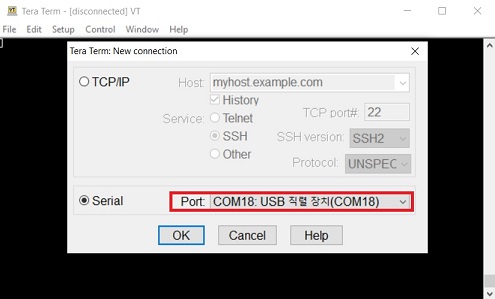 Tera Term - [disconnected] VT
File Edit Setup Control Window Help
Tera Term: New connection
TCP/IP Host: myhost.example.com
History
Service: Telnet TCP port#: 22
SSH SSH version: SSH2
Other Protocol: UNSPEC
Serial Port: COM18: USB 직렬 장치(COM18)
OK Cancel Help